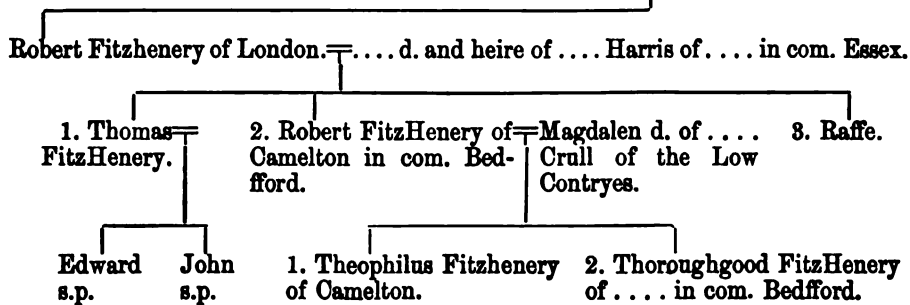 Robert Fitzhenery of London. .... d. and heire of .... Harris of .... in com. Essex.
1. Thomas
FitzHenery.
2. Robert FitzHenery of
Camelton in com. Bed-
fford.
Magdalen d. of ....
Crull of the Low
Contryes.
3. Raffe.
Edward
s.p.
John
s.p.
1. Theophilus Fitzhenery
of Camelton.
2. Thoroughgood FitzHenery
of .... in com. Bedfford.